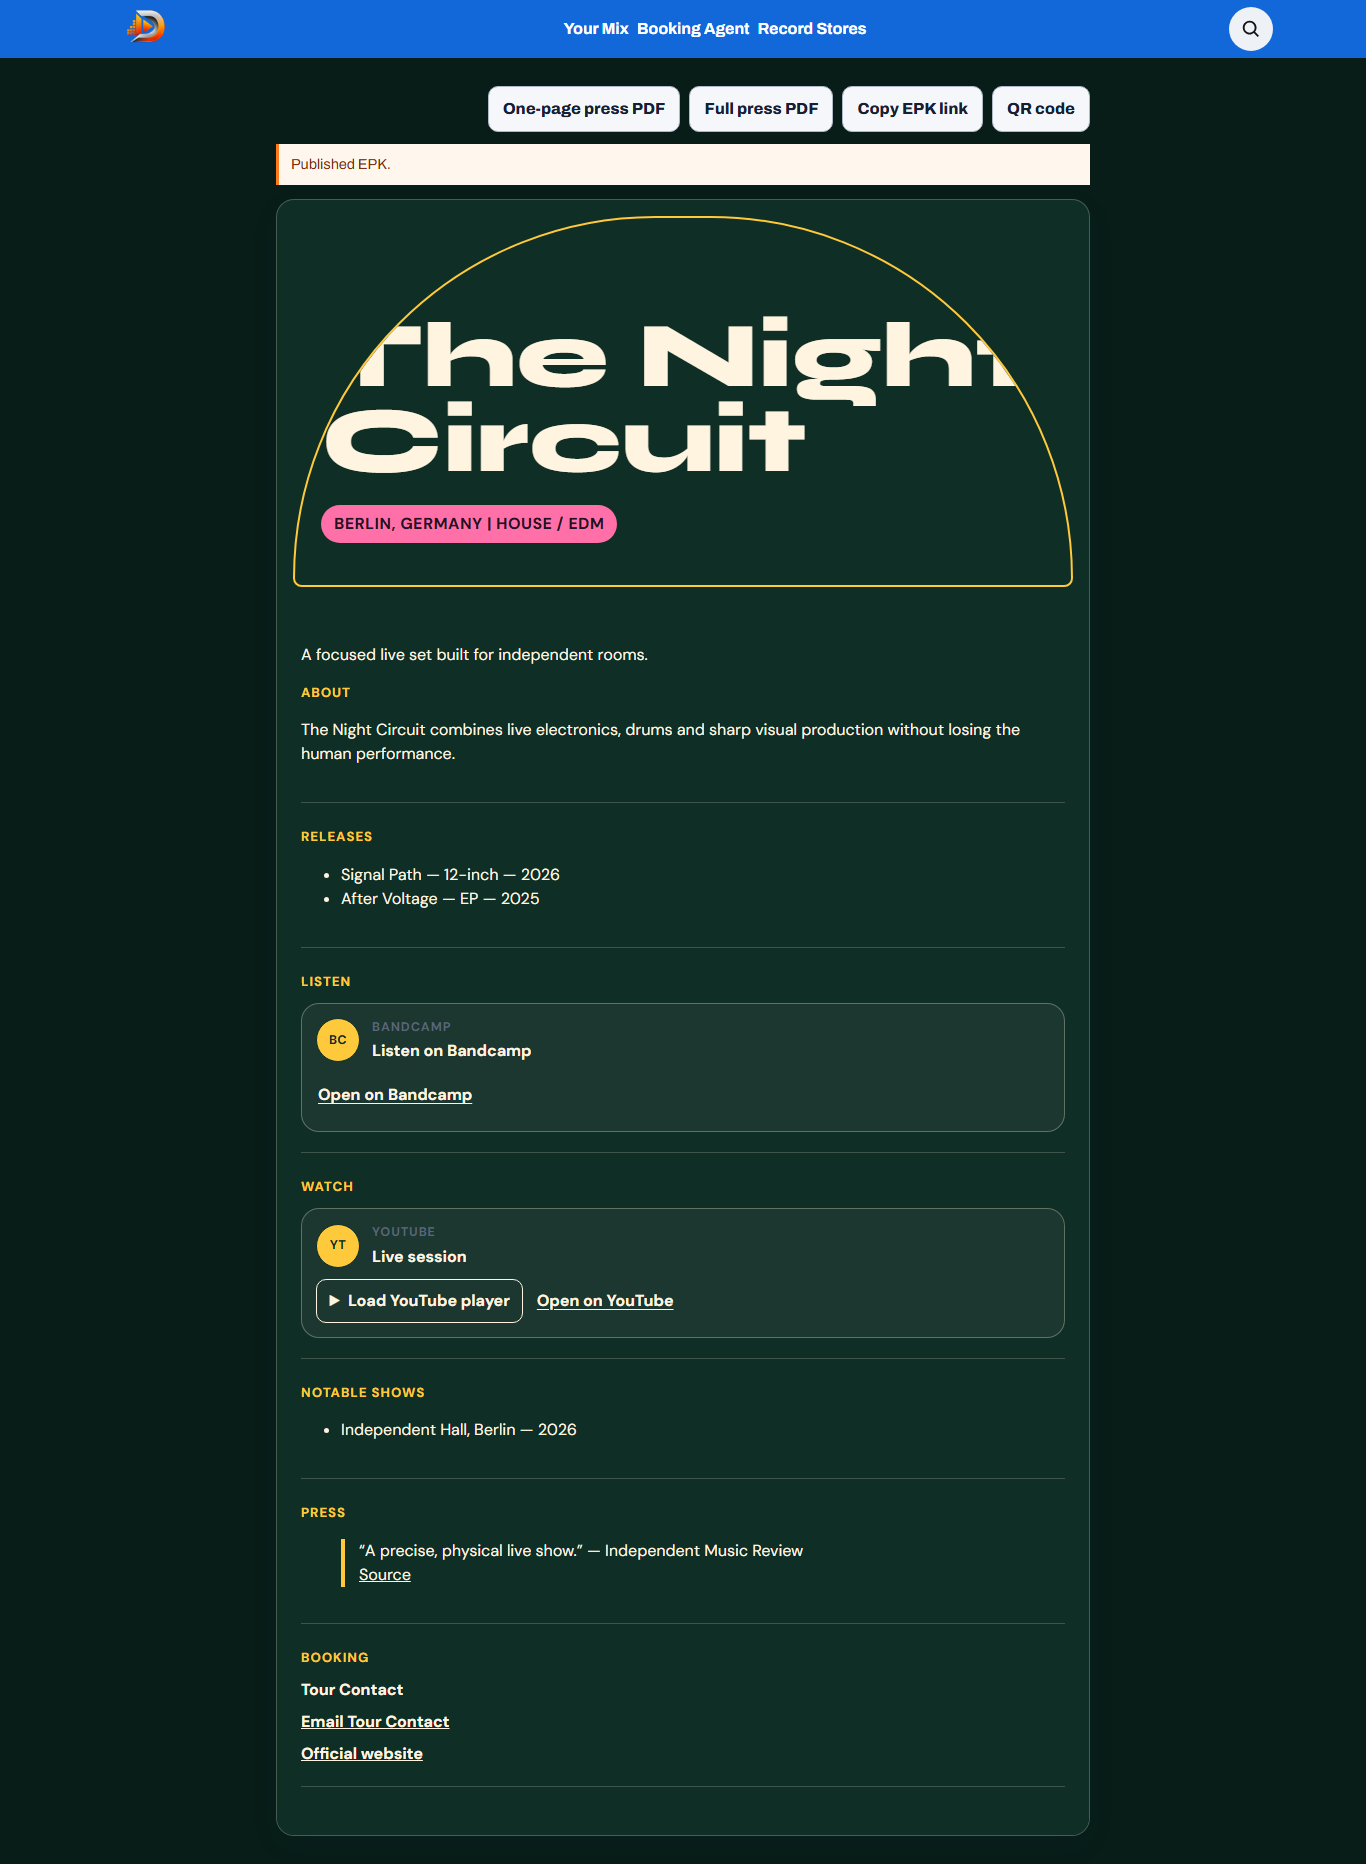 Your Mix Booking Agent Record Stores
One-page press PDF Full press PDF Copy EPK link QR code
Published EPK.
The Night
Circuit
BERLIN, GERMANY | HOUSE / EDM
A focused live set built for independent rooms.
ABOUT
The Night Circuit combines live electronics, drums and sharp visual production without losing the
human performance.
RELEASES
• Signal Path — 12-inch — 2026
• After Voltage — EP — 2025
LISTEN
BC BANDCAMP
Listen on Bandcamp
Open on Bandcamp
WATCH
YT YOUTUBE
Live session
▶ Load YouTube player Open on YouTube
NOTABLE SHOWS
• Independent Hall, Berlin — 2026
PRESS
“A precise, physical live show.” — Independent Music Review
Source
BOOKING
Tour Contact
Email Tour Contact
Official website